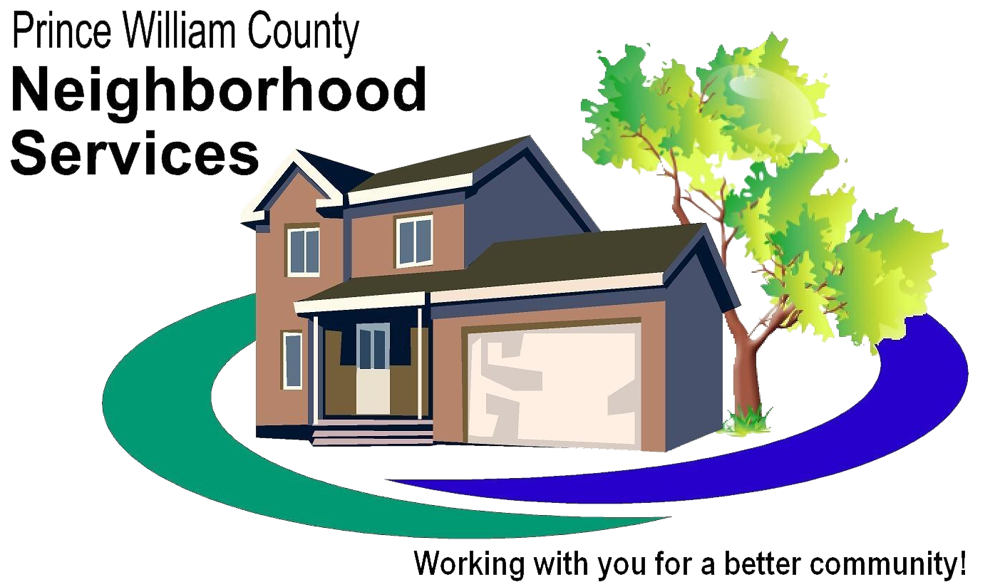 Prince William County
Neighborhood
Services
Working with you for a better community!